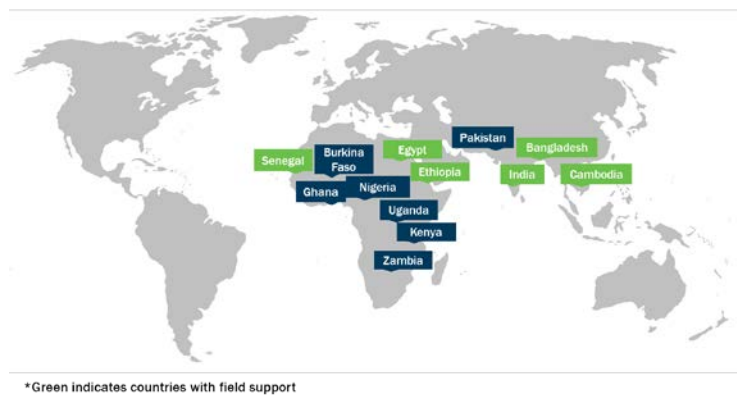 Pakistan
Bangladesh
Egypt
Burkina
Faso
Senegal
Ethiopia
India
Cambodia
Nigeria
Ghana
Uganda
Kenya
Zambia
*Green indicates countries with field support